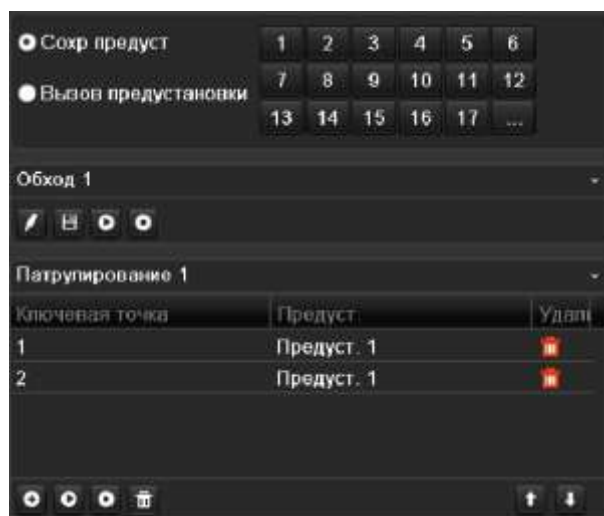 Сохр предуст
1 2 3 4 5 6
Вызов предустановки
7 8 9 10 11 12
13 14 15 16 17 ...
Обход 1
Патрулирование 1
Ключевая точка Предуст. Удали
1 Предуст. 1
2 Предуст. 1